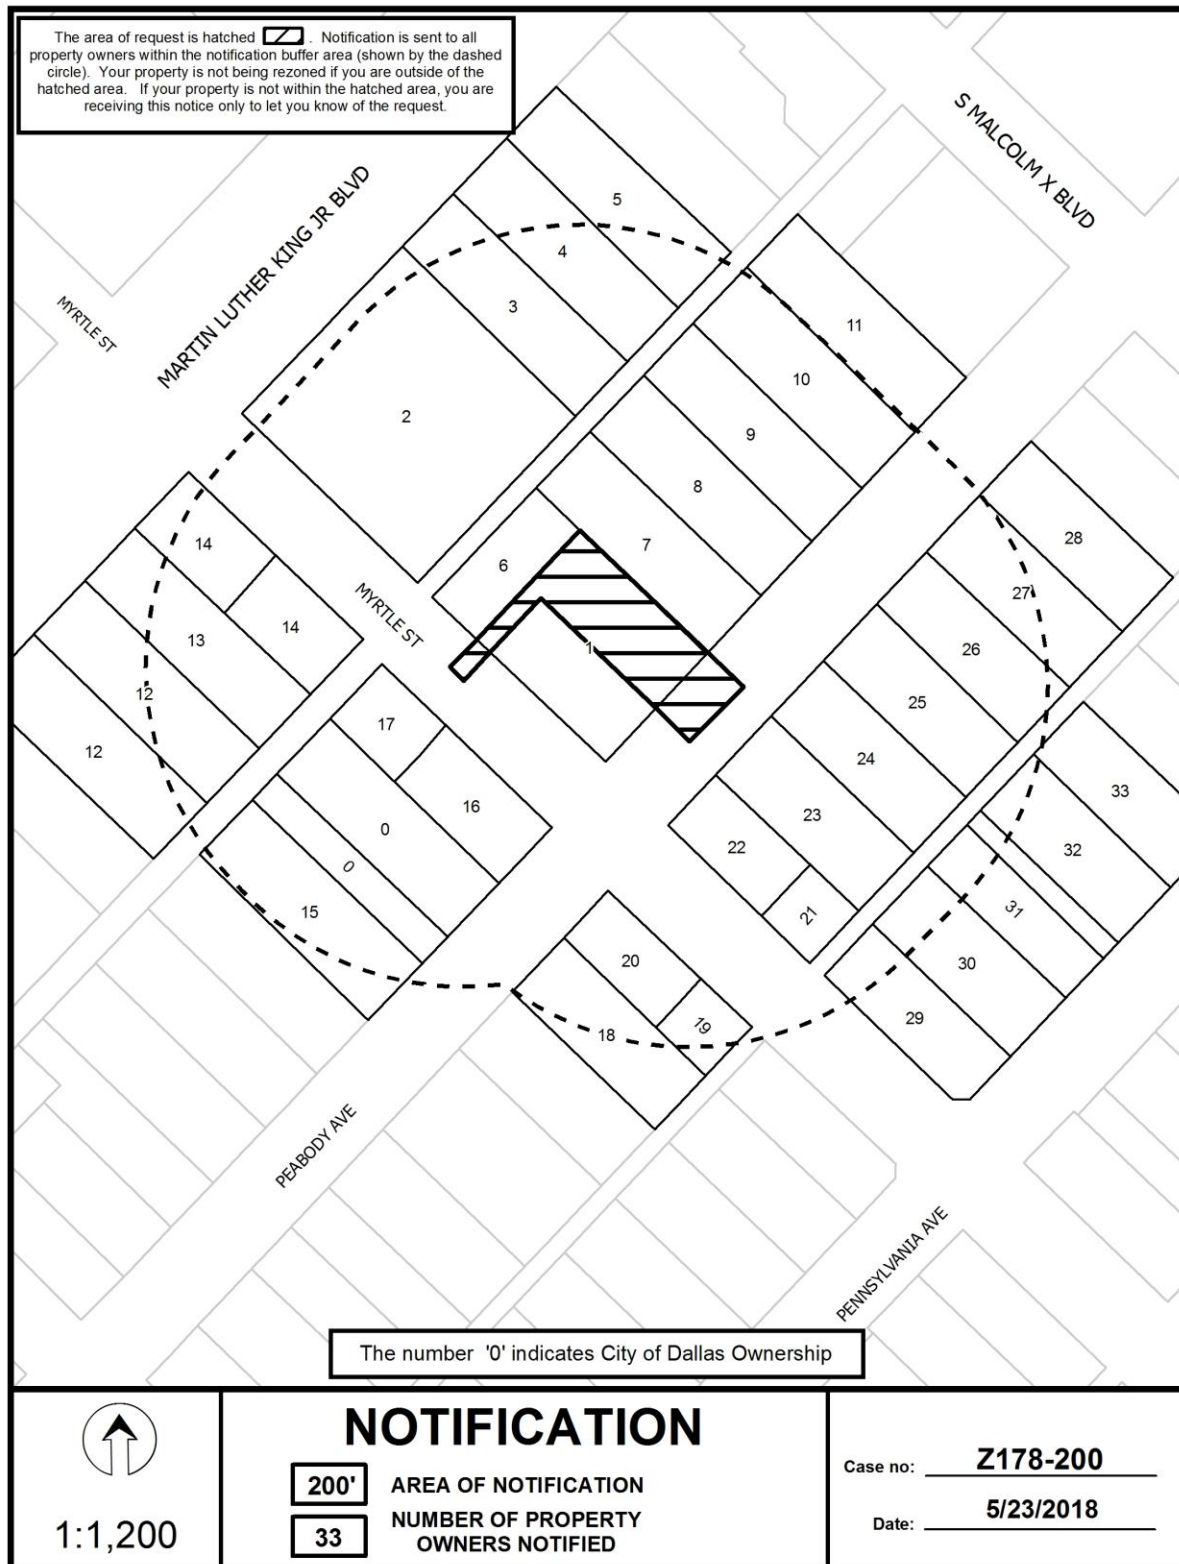 The area of request is hatched . Notification is sent to all
property owners within the notification buffer area (shown by the dashed
circle). Your property is not being rezoned if you are outside of the
hatched area. If your property is not within the hatched area, you are
receiving this notice only to let you know of the request.
S MALCOLM X BLVD
MARTIN LUTHER KING JR BLVD
MYRTLE ST
5
4
3
11
2
10
9
8
28
14
6
7
27
MYRTLE ST
14
13
1
26
12
25
17
12
24
33
16
23
0
22
32
0
21
31
15
20
30
19
29
18
PEABODY AVE
PENNSYLVANIA AVE
The number '0' indicates City of Dallas Ownership
1:1,200
NOTIFICATION
200' AREA OF NOTIFICATION
33 NUMBER OF PROPERTY
OWNERS NOTIFIED
Case no: Z178-200
Date: 5/23/2018